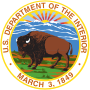 U.S. DEPARTMENT OF THE INTERIOR
MARCH 3, 1849